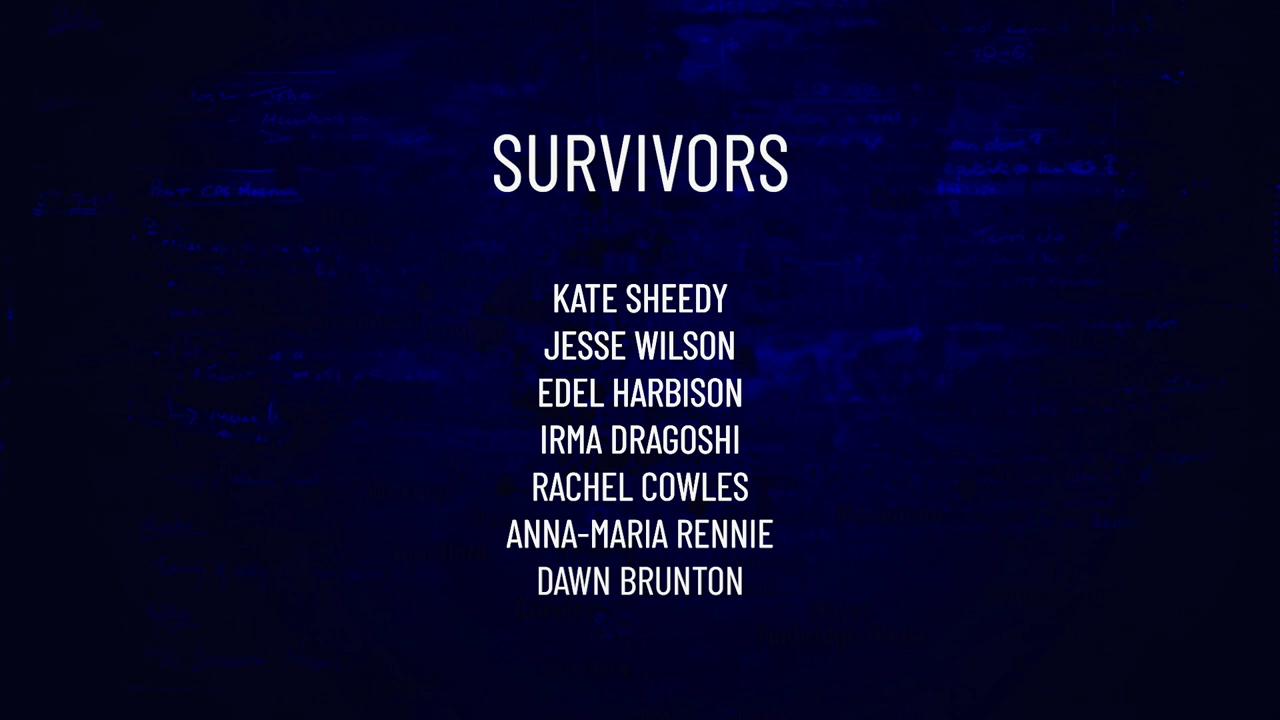 SURVIVORS
KATE SHEEDY
JESSE WILSON
EDEL HARBISON
IRMA DRAGOSHI
RACHEL COWLES
ANNA-MARIA RENNIE
DAWN BRUNTON